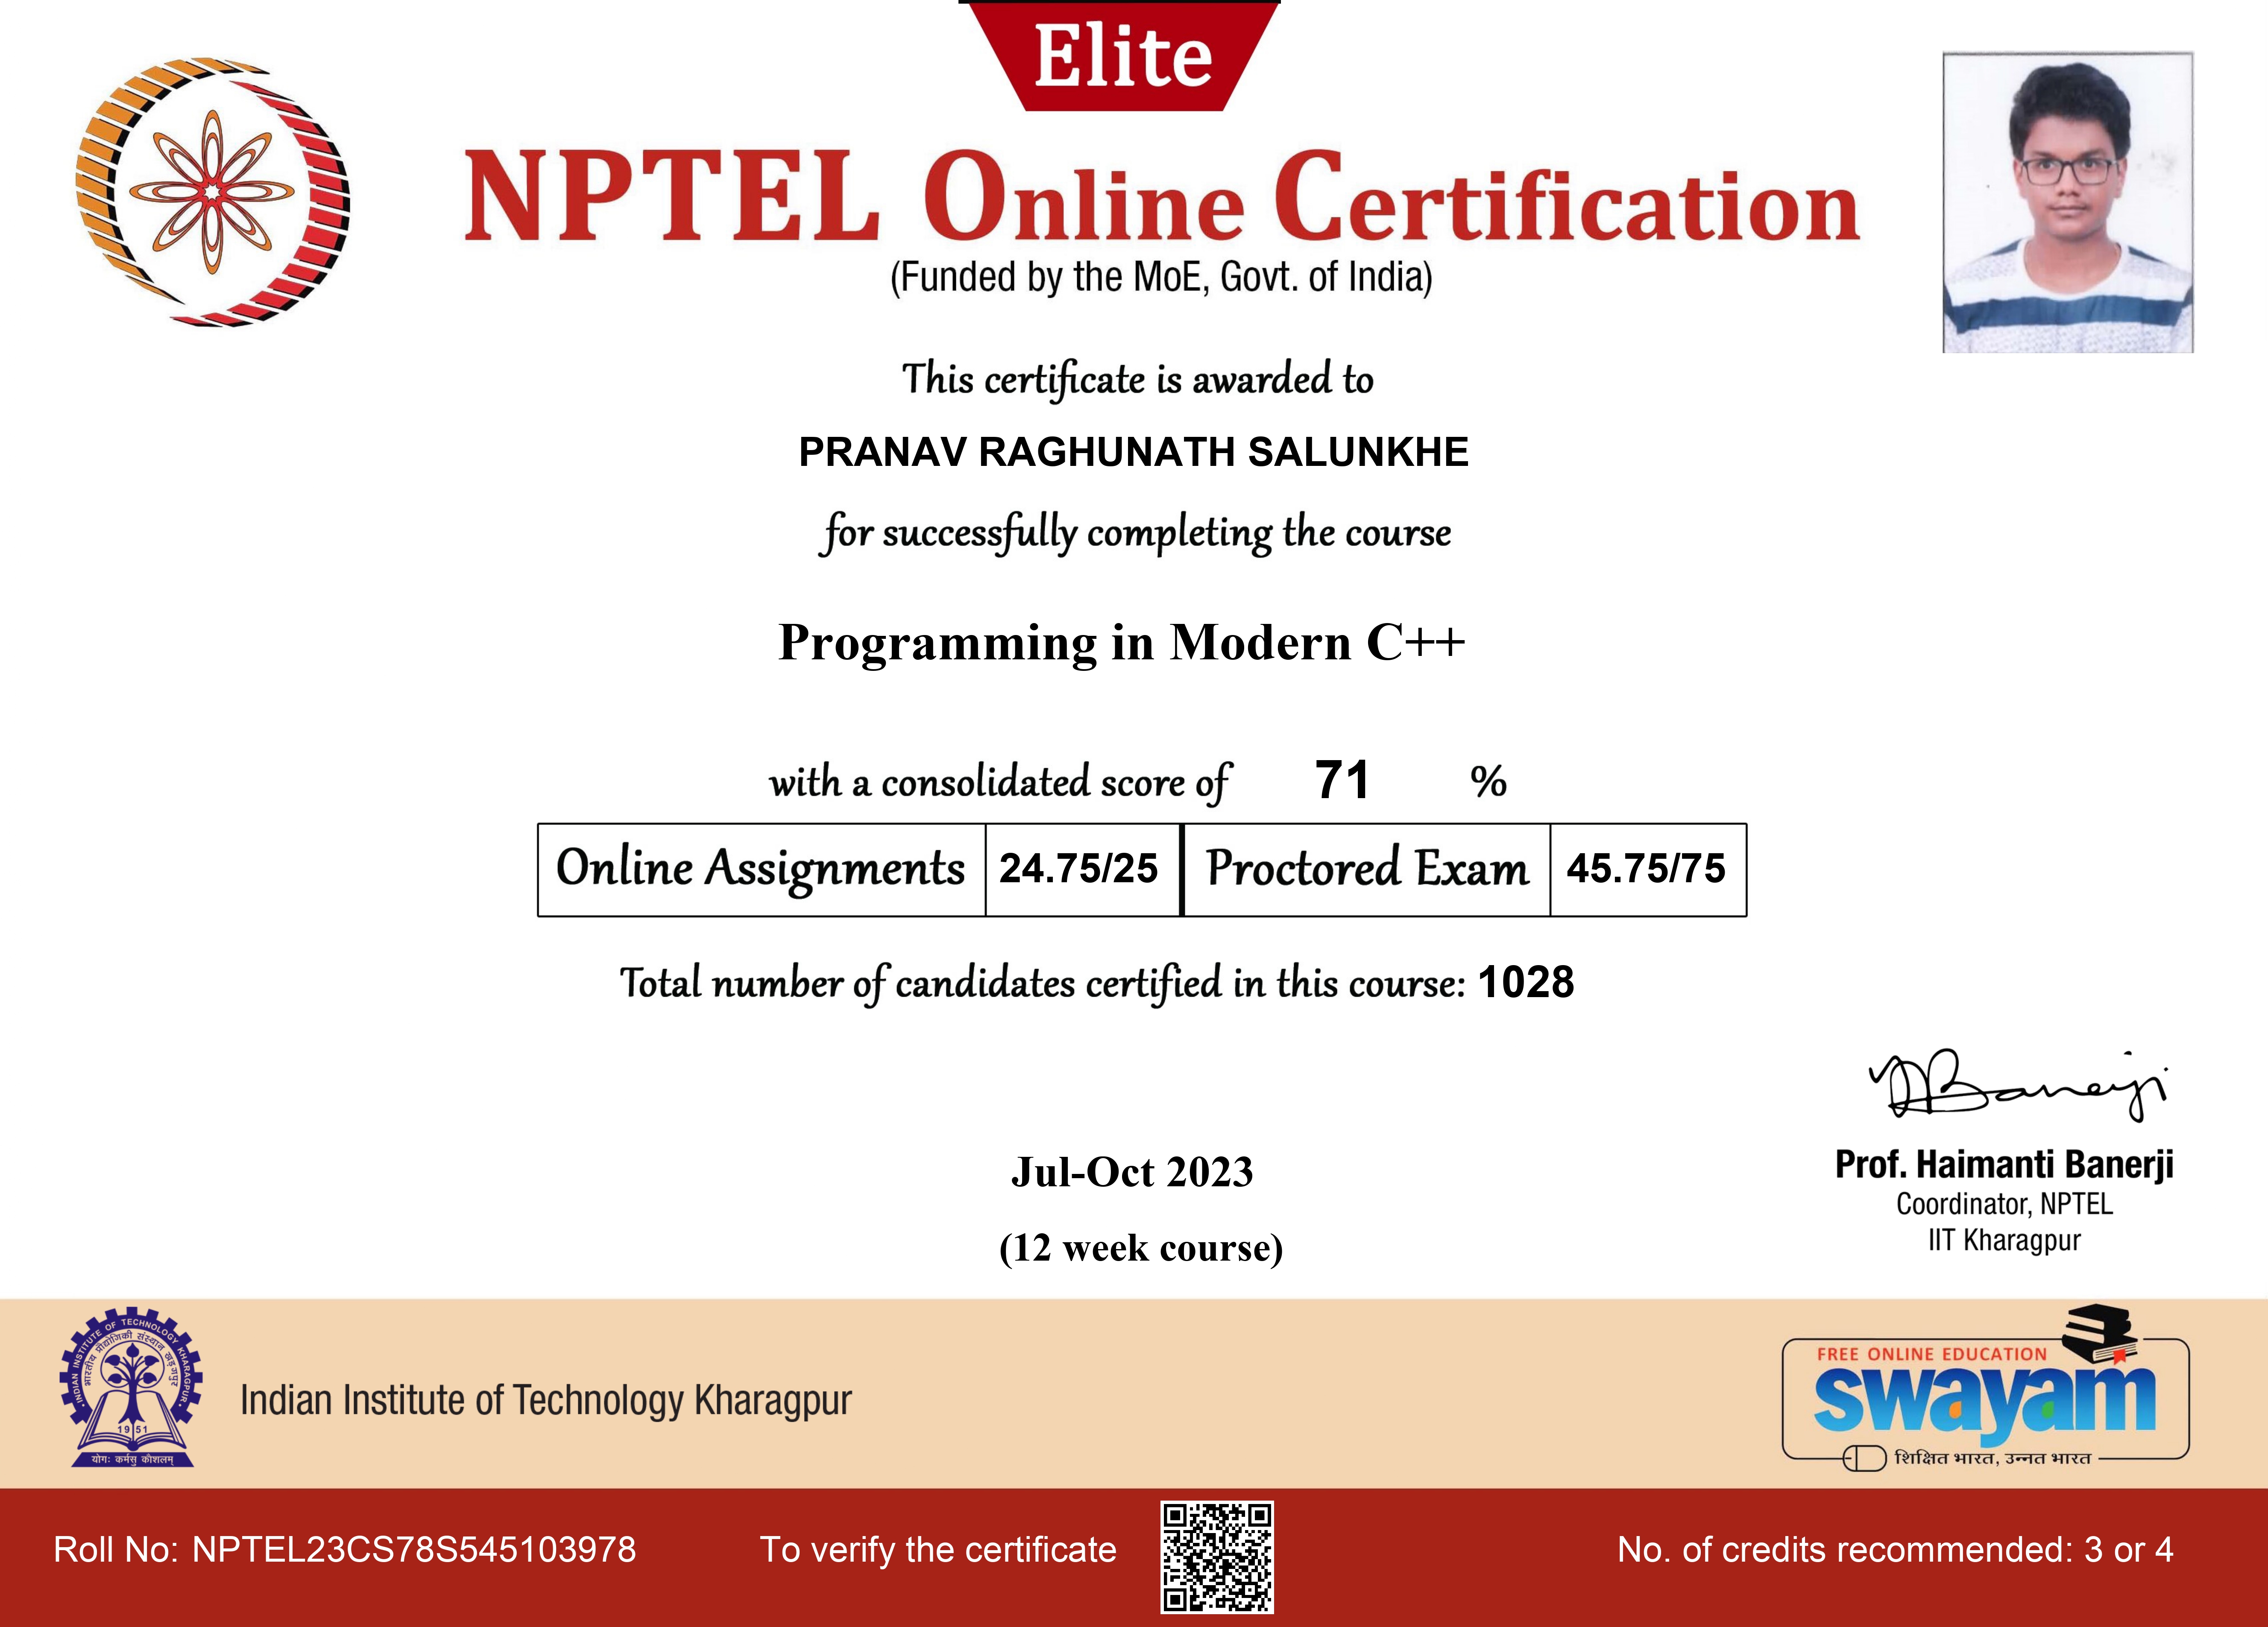 Elite
NPTEL Online Certification
(Funded by the MoE, Govt. of India)
This certificate is awarded to
PRANAV RAGHUNATH SALUNKHE
for successfully completing the course
Programming in Modern C++
with a consolidated score of 71 %
Online Assignments 24.75/25 Proctored Exam 45.75/75
Total number of candidates certified in this course: 1028
Banerji
Prof. Haimanti Banerji
Coordinator, NPTEL
IIT Kharagpur
Jul-Oct 2023
(12 week course)
INDIAN INSTITUTE OF TECHNOLOGY KHARAGPUR
भारतीय प्रौद्योगिकी संस्थान खड़गपुर
1951
योगः कर्मसु कौशलम्
Indian Institute of Technology Kharagpur
FREE ONLINE EDUCATION
swayam
शिक्षित भारत, उन्नत भारत
Roll No: NPTEL23CS78S545103978
To verify the certificate
No. of credits recommended: 3 or 4